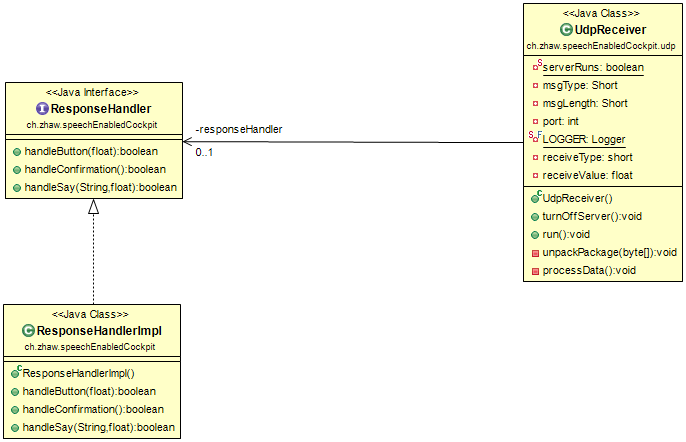 <<Java Class>>
UdpReceiver
ch.zhaw.speechEnabledCockpit.udp
serverRuns: boolean
msgType: Short
msgLength: Short
port: int
LOGGER: Logger
receiveType: short
receiveValue: float
UdpReceiver()
turnOffServer():void
run():void
unpackPackage(byte[]):void
processData():void
<<Java Interface>>
ResponseHandler
ch.zhaw.speechEnabledCockpit
handleButton(float):boolean
handleConfirmation():boolean
handleSay(String,float):boolean
-responseHandler
0..1
<<Java Class>>
ResponseHandlerImpl
ch.zhaw.speechEnabledCockpit
ResponseHandlerImpl()
handleButton(float):boolean
handleConfirmation():boolean
handleSay(String,float):boolean